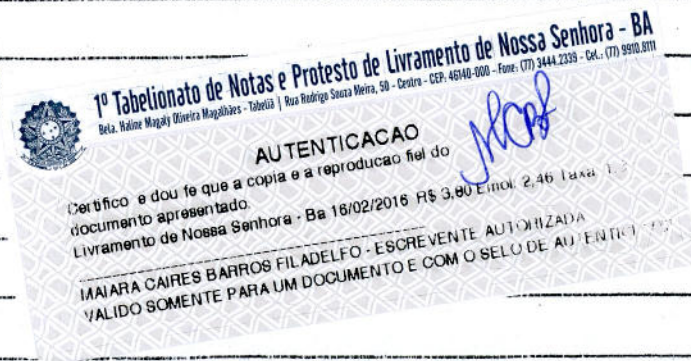 1º Tabelionato de Notas e Protesto de Livramento de Nossa Senhora - BA
Bela. Haline Magaly Oliveira Magalhães - Tabeliã | Rua Rodrigo Souza Meira, 50 - Centro - CEP: 46140-000 - Fone: (77) 3444.2339 - Cel.: (77) 9910.8111
AUTENTICACAO
Certifico e dou fe que a copia e a reproducao fiel do
documento apresentado.
Livramento de Nossa Senhora - Ba 16/02/2016 R$ 3,80 Emol: 2,46 Taxa: 1,3
MAIARA CAIRES BARROS FILADELFO - ESCREVENTE AUTORIZADA
VALIDO SOMENTE PARA UM DOCUMENTO E COM O SELO DE